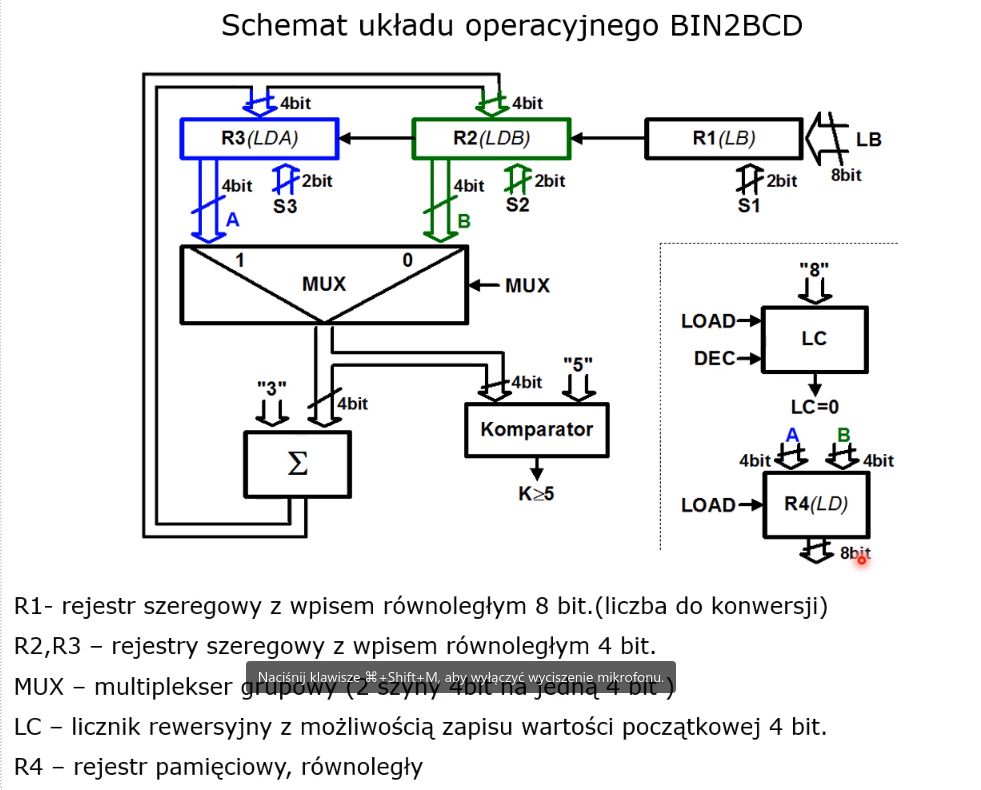 Schemat układu operacyjnego BIN2BCD
4bit
4bit
R3(LDA)
R2(LDB)
R1(LB)
LB
8bit
4bit
2bit
4bit
2bit
2bit
S3
S2
S1
A
B
1
0
MUX
MUX
"8"
LOAD
LC
DEC
"3"
"5"
4bit
4bit
LC=0
Komparator
A
B
4bit
4bit
Σ
K≥5
LOAD
R4(LD)
8bit
R1- rejestr szeregowy z wpisem równoległym 8 bit.(liczba do konwersji)
R2,R3 – rejestry szeregowy z wpisem równoległym 4 bit.
Naciśnij klawisze ⌘+Shift+M, aby wyłączyć wyciszenie mikrofonu.
MUX – multiplekser grupowy (2 szyny 4bit na jedną 4 bit )
LC – licznik rewersyjny z możliwością zapisu wartości początkowej 4 bit.
R4 – rejestr pamięciowy, równoległy